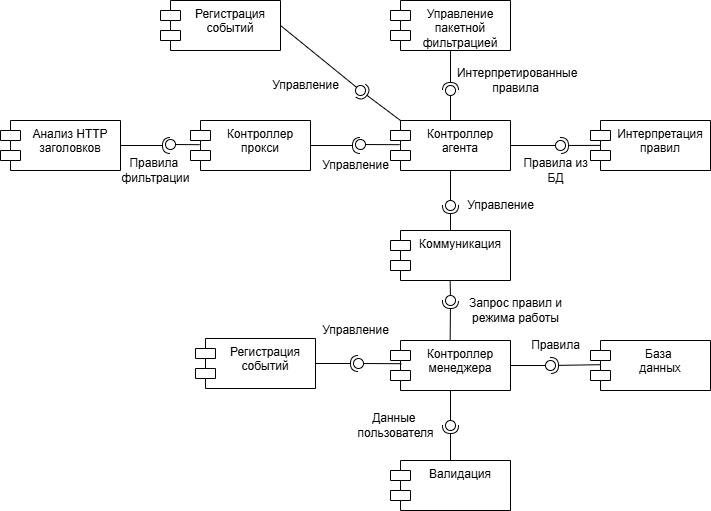 Регистрация
событий
Управление
пакетной
фильтрацией
Управление
Интерпретированные
правила
Анализ HTTP
заголовков
Правила
фильтрации
Контроллер
прокси
Управление
Контроллер
агента
Правила из
БД
Интерпретация
правил
Управление
Коммуникация
Запрос правил и
режима работы
Регистрация
событий
Управление
Контроллер
менеджера
Правила
База
данных
Данные
пользователя
Валидация